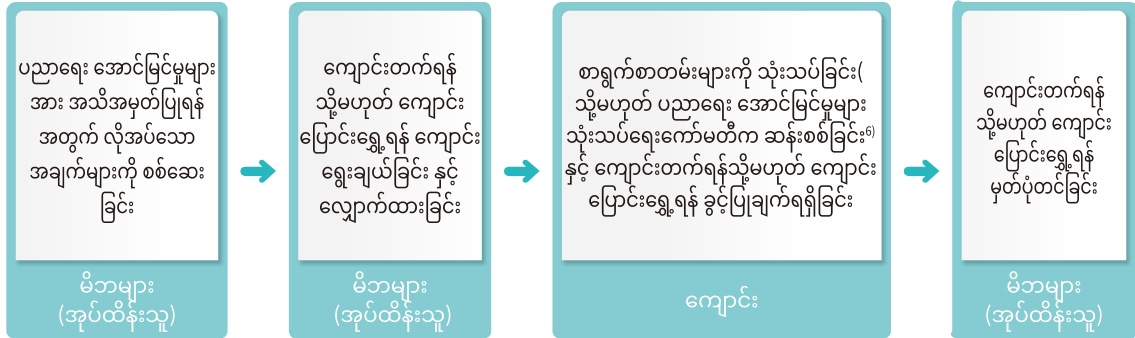 ပညာရေး အောင်မြင်မှုများ
အား အသိအမှတ်ပြုရန်
အတွက် လိုအပ်သော
အချက်များကို စစ်ဆေး
ခြင်း
မိဘများ
(အုပ်ထိန်းသူ)
ကျောင်းတက်ရန်
သို့မဟုတ် ကျောင်း
ပြောင်းရွှေ့ရန် ကျောင်း
ရွေးချယ်ခြင်း နှင့်
လျှောက်ထားခြင်း
မိဘများ
(အုပ်ထိန်းသူ)
စာရွက်စာတမ်းများကို သုံးသပ်ခြင်း(
သို့မဟုတ် ပညာရေး အောင်မြင်မှုများ
သုံးသပ်ရေးကော်မတီက ဆန်းစစ်ခြင်း⁶⁾
နှင့် ကျောင်းတက်ရန်သို့မဟုတ် ကျောင်း
ပြောင်းရွှေ့ရန် ခွင့်ပြုချက်ရရှိခြင်း
ကျောင်း
ကျောင်းတက်ရန်
သို့မဟုတ် ကျောင်း
ပြောင်းရွှေ့ရန်
မှတ်ပုံတင်ခြင်း
မိဘများ
(အုပ်ထိန်းသူ)